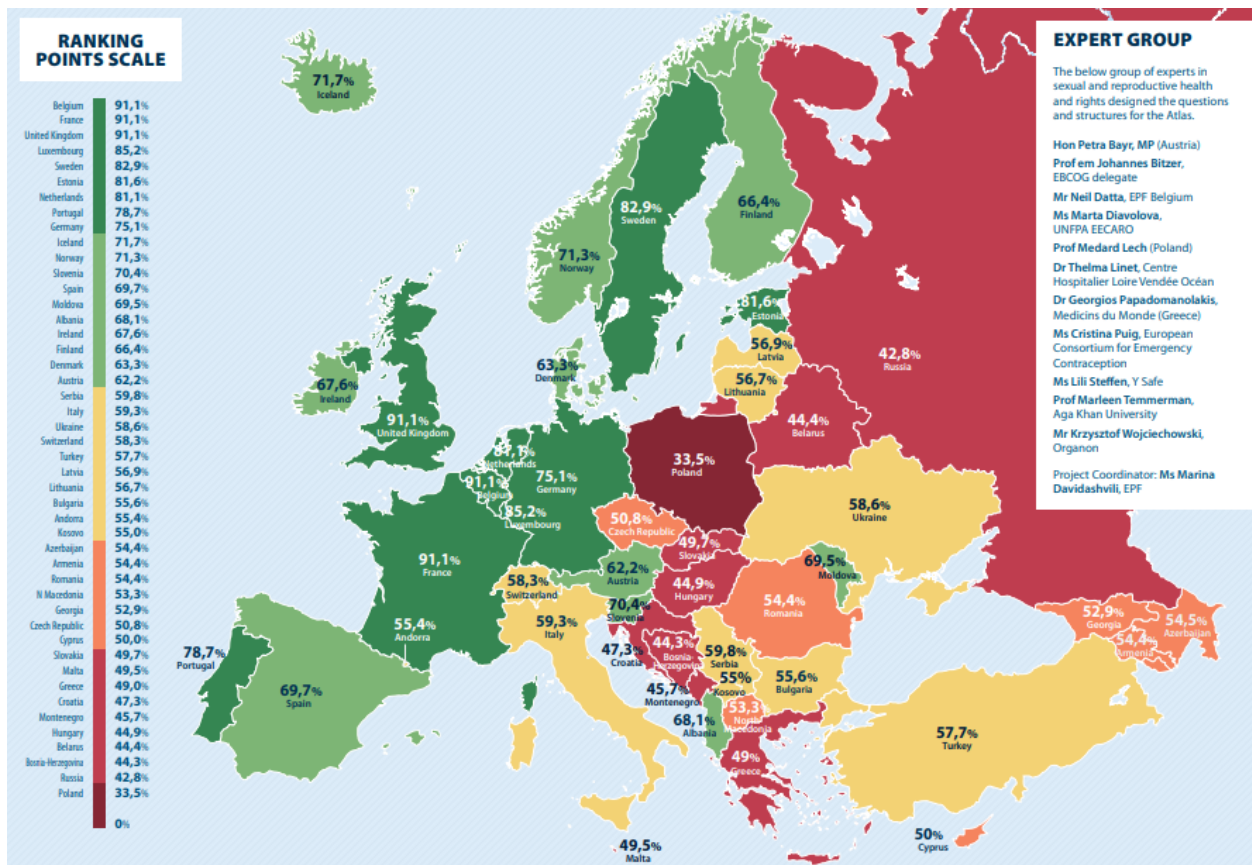 RANKING
POINTS SCALE
Belgium 91,1%
France 91,1%
United Kingdom 91,1%
Luxembourg 85,2%
Sweden 82,9%
Estonia 81,6%
Netherlands 81,1%
Portugal 78,7%
Germany 75,1%
Iceland 71,7%
Norway 71,3%
Slovenia 70,4%
Spain 69,7%
Moldova 69,5%
Albania 68,1%
Ireland 67,6%
Finland 66,4%
Denmark 63,3%
Austria 62,2%
Serbia 59,8%
Italy 59,3%
Ukraine 58,6%
Switzerland 58,3%
Turkey 57,7%
Latvia 56,9%
Lithuania 56,7%
Bulgaria 55,6%
Andorra 55,4%
Kosovo 55,0%
Azerbaijan 54,4%
Armenia 54,4%
Romania 54,4%
N Macedonia 53,3%
Georgia 52,9%
Czech Republic 50,8%
Cyprus 50,0%
Slovakia 49,7%
Malta 49,5%
Greece 49,0%
Croatia 47,3%
Montenegro 45,7%
Hungary 44,9%
Belarus 44,4%
Bosnia-Herzegovina 44,3%
Russia 42,8%
Poland 33,5%
0%
71,7%
Iceland
82,9%
Sweden
66,4%
Finland
71,3%
Norway
81,6%
Estonia
56,9%
Latvia
63,3%
Denmark
56,7%
Lithuania
42,8%
Russia
67,6%
Ireland
91,1%
United Kingdom
44,4%
Belarus
81,1%
Netherlands
33,5%
Poland
91,1%
Belgium
75,1%
Germany
85,2%
Luxembourg
58,6%
Ukraine
50,8%
Czech Republic
49,7%
Slovakia
91,1%
France
62,2%
Austria
69,5%
Moldova
58,3%
Switzerland
44,9%
Hungary
70,4%
Slovenia
54,4%
Romania
55,4%
Andorra
59,3%
Italy
47,3%
Croatia
44,3%
Bosnia-
Herzegovina
59,8%
Serbia
52,9%
Georgia
54,5%
Azerbaijan
54,4%
Armenia
78,7%
Portugal
69,7%
Spain
45,7%
Montenegro
55%
Kosovo
55,6%
Bulgaria
68,1%
Albania
53,3%
North
Macedonia
57,7%
Turkey
49%
Greece
49,5%
Malta
50%
Cyprus
EXPERT GROUP
The below group of experts in
sexual and reproductive health
and rights designed the questions
and structures for the Atlas.
Hon Petra Bayr, MP (Austria)
Prof em Johannes Bitzer,
EBCOG delegate
Mr Neil Datta, EPF Belgium
Ms Marta Diavolova,
UNFPA EECARO
Prof Medard Lech (Poland)
Dr Thelma Linet, Centre
Hospitalier Loire Vendée Océan
Dr Georgios Papadomanolakis,
Medicins du Monde (Greece)
Ms Cristina Puig, European
Consortium for Emergency
Contraception
Ms Lili Steffen, Y Safe
Prof Marleen Temmerman,
Aga Khan University
Mr Krzysztof Wojciechowski,
Organon
Project Coordinator: Ms Marina
Davidashvili, EPF